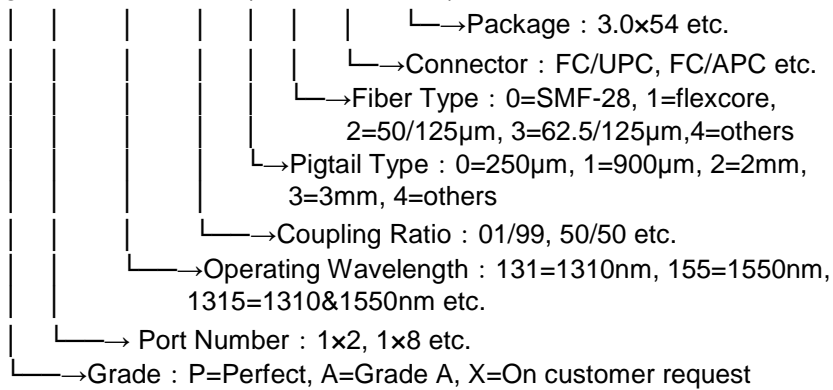 Package : 3.0×54 etc.
Connector : FC/UPC, FC/APC etc.
Fiber Type : 0=SMF-28, 1=flexcore,
2=50/125μm, 3=62.5/125μm,4=others
Pigtail Type : 0=250μm, 1=900μm, 2=2mm,
3=3mm, 4=others
Coupling Ratio : 01/99, 50/50 etc.
Operating Wavelength : 131=1310nm, 155=1550nm,
1315=1310&1550nm etc.
Port Number : 1×2, 1×8 etc.
Grade : P=Perfect, A=Grade A, X=On customer request